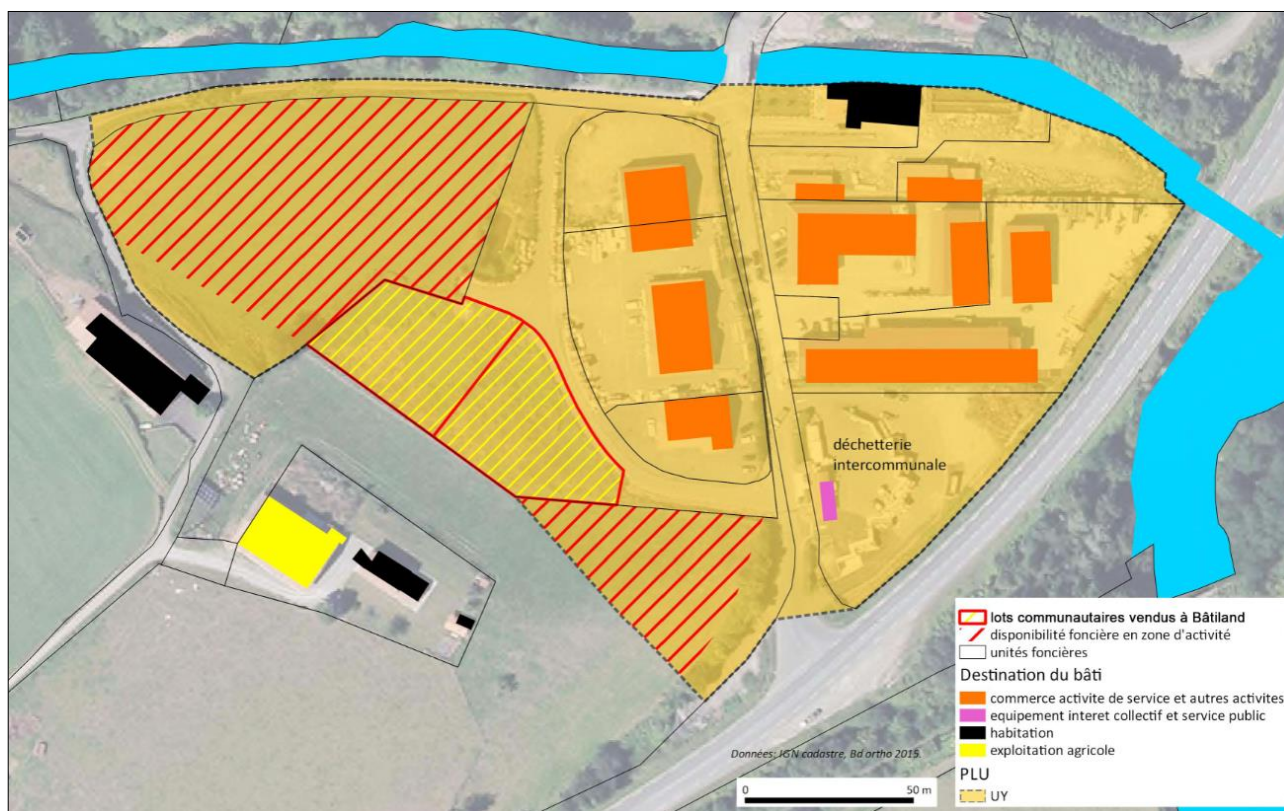 déchetterie
intercommunale
lots communautaires vendus à Bâtiland
disponibilité foncière en zone d'activité
unités foncières
Destination du bâti
commerce activite de service et autres activites
equipement interet collectif et service public
habitation
exploitation agricole
PLU
UY
Données: IGN cadastre, Bd ortho 2015.
0 50 m